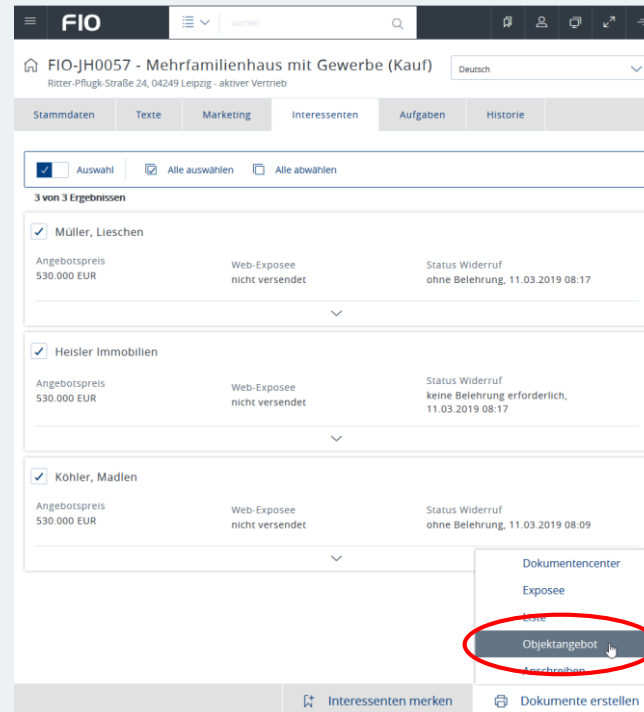 FIO
suchen
FIO-JH0057 - Mehrfamilienhaus mit Gewerbe (Kauf)
Deutsch
Ritter-Pflugk-Straße 24, 04249 Leipzig - aktiver Vertrieb
Stammdaten Texte Marketing Interessenten Aufgaben Historie
Auswahl Alle auswählen Alle abwählen
3 von 3 Ergebnissen
Müller, Lieschen
Angebotspreis Web-Exposee Status Widerruf
530.000 EUR nicht versendet ohne Belehrung, 11.03.2019 08:17
Heisler Immobilien
Angebotspreis Web-Exposee Status Widerruf
530.000 EUR nicht versendet keine Belehrung erforderlich,
11.03.2019 08:17
Köhler, Madlen
Angebotspreis Web-Exposee Status Widerruf
530.000 EUR nicht versendet ohne Belehrung, 11.03.2019 08:09
Dokumentencenter
Exposee
Liste
Objektangebot
Anschreiben
Interessenten merken Dokumente erstellen